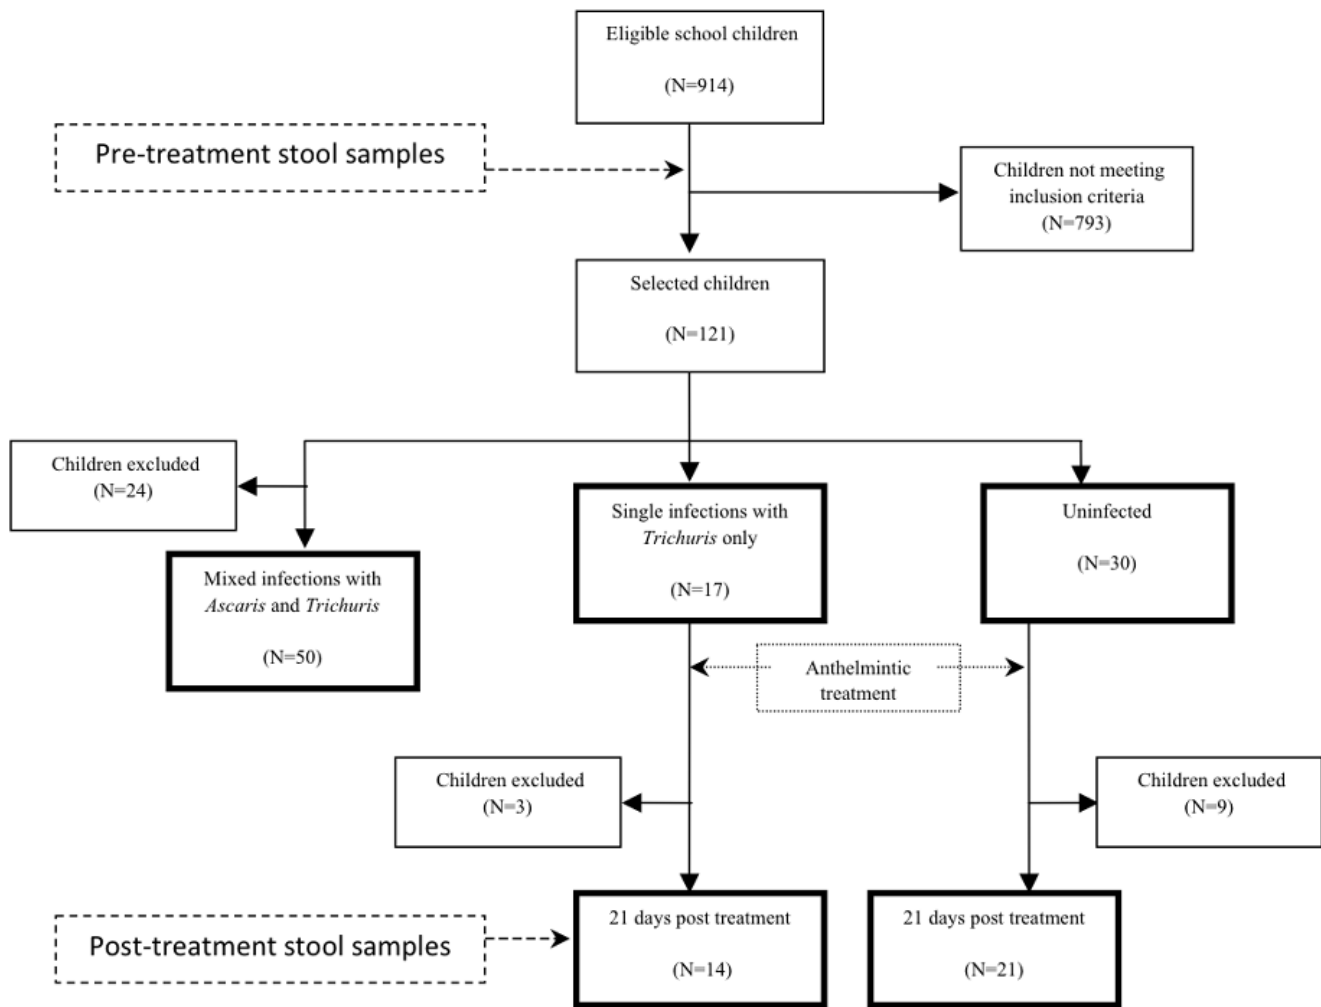 Eligible school children
(N=914)
Pre-treatment stool samples
Children not meeting
inclusion criteria
(N=793)
Selected children
(N=121)
Children excluded
(N=24)
Mixed infections with
Ascaris and Trichuris
(N=50)
Single infections with
Trichuris only
(N=17)
Uninfected
(N=30)
Anthelmintic
treatment
Children excluded
(N=3)
Children excluded
(N=9)
Post-treatment stool samples
21 days post treatment
(N=14)
21 days post treatment
(N=21)